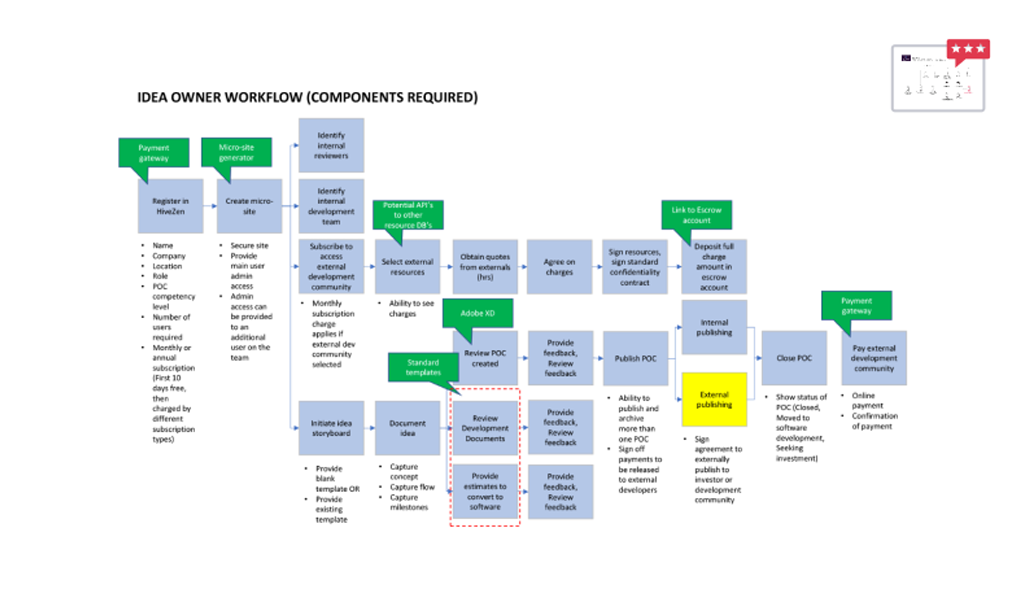 IDEA OWNER WORKFLOW (COMPONENTS REQUIRED)
Payment
gateway
Micro-site
generator
Identify
internal
reviewers
Register in
HiveZen
Create micro-
site
Identify
internal
development
team
Potential API's
to other
resource DB's
Link to Escrow
account
Subscribe to
access
external
development
community
Select external
resources
Obtain quotes
from externals
(hrs)
Agree on
charges
Sign resources,
sign standard
confidentiality
contract
Deposit full
charge
amount in
escrow
account
• Name
• Company
• Location
• Role
• POC
competency
level
• Number of
users
required
• Monthly or
annual
subscription
(First 10
days free,
then
charged by
different
subscription
types)
• Secure site
• Provide
main user
admin
access
• Admin
access can
be provided
to an
additional
user on the
team
• Monthly
subscription
charge
applies if
external dev
community
selected
• Ability to see
charges
Adobe XD
Payment
gateway
Internal
publishing
Review POC
created
Provide
feedback,
Review
feedback
Publish POC
Close POC
Pay external
development
community
Standard
templates
External
publishing
• Ability to
publish and
archive
more than
one POC
• Sign off
payments to
be released
to external
developers
• Show status of
POC (Closed,
Moved to
software
development,
Seeking
investment)
• Online
payment
• Confirmation
of payment
Initiate idea
storyboard
Document
idea
Review
Development
Documents
Provide
feedback,
Review
feedback
• Sign
agreement to
externally
publish to
investor or
development
community
• Provide
blank
template OR
• Provide
existing
template
• Capture
concept
• Capture flow
• Capture
milestones
Provide
estimates to
convert to
software
Provide
feedback,
Review
feedback